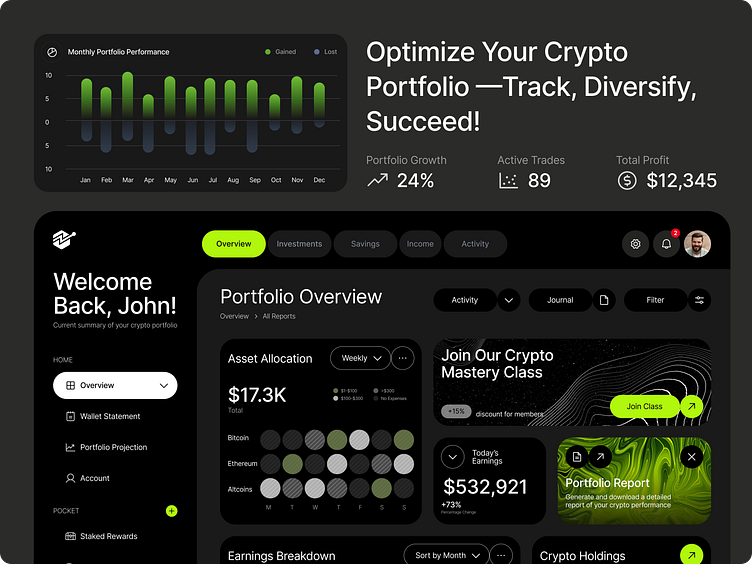 Monthly Portfolio Performance
Gained
Lost
10
5
0
5
10
Jan Feb Mar Apr May Jun Jul Aug Sep Oct Nov Dec
Optimize Your Crypto
Portfolio —Track, Diversify,
Succeed!
Portfolio Growth
24%
Active Trades
89
Total Profit
$12,345
Overview
Investments
Savings
Income
Activity
2
Welcome
Back, John!
Current summary of your crypto portfolio
HOME
Overview
Wallet Statement
Portfolio Projection
Account
POCKET
Staked Rewards
Portfolio Overview
Overview > All Reports
Activity
Journal
Filter
Asset Allocation
Weekly
$17.3K
Total
$1-$100
$100-$300
+$300
No Expenses
Bitcoin
Ethereum
Altcoins
M T W T F S S
Join Our Crypto
Mastery Class
+15%
discount for members
Join Class
Today's
Earnings
$532,921
+73%
Percentage Change
Portfolio Report
Generate and download a detailed
report of your crypto performance
Earnings Breakdown
Sort by Month
Crypto Holdings